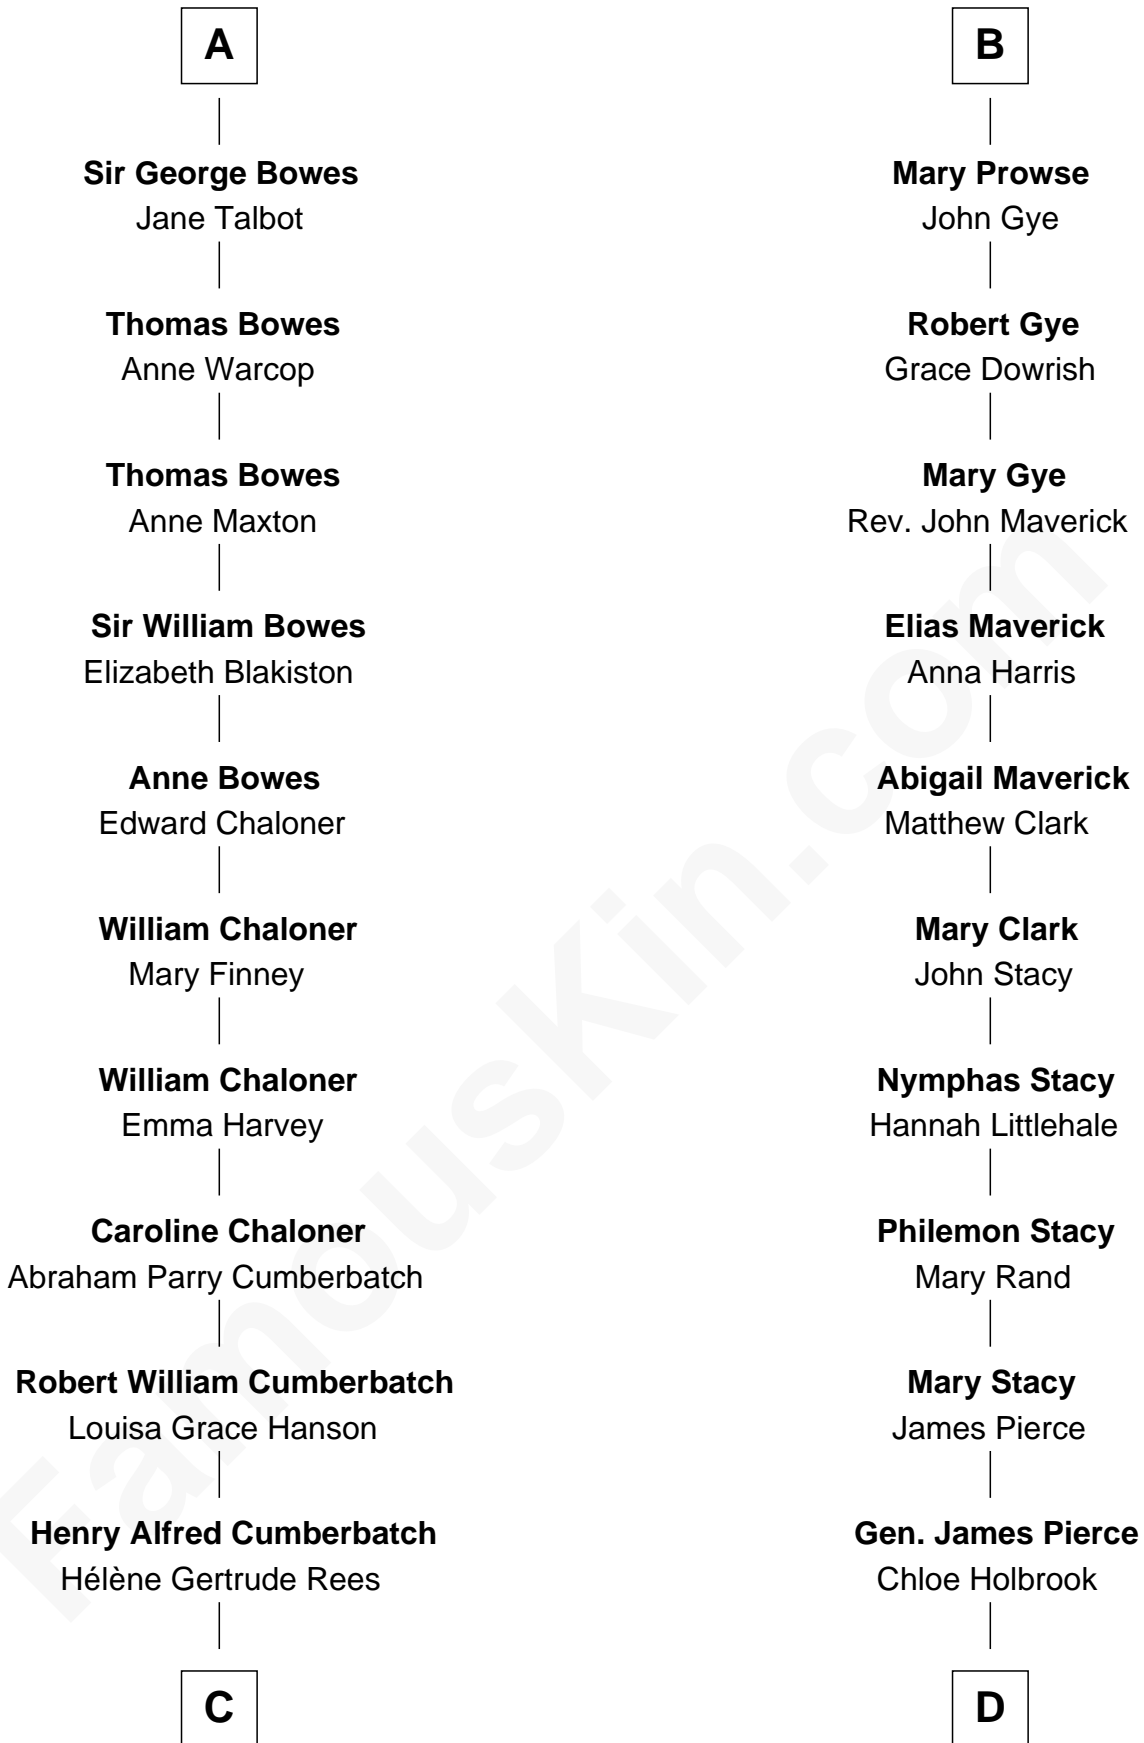 A
Sir George Bowes
Jane Talbot
Thomas Bowes
Anne Warcop
Thomas Bowes
Anne Maxton
Sir William Bowes
Elizabeth Blakiston
Anne Bowes
Edward Chaloner
William Chaloner
Mary Finney
William Chaloner
Emma Harvey
Caroline Chaloner
Abraham Parry Cumberbatch
Robert William Cumberbatch
Louisa Grace Hanson
Henry Alfred Cumberbatch
Hélène Gertrude Rees
C
B
Mary Prowse
John Gye
Robert Gye
Grace Dowrish
Mary Gye
Rev. John Maverick
Elias Maverick
Anna Harris
Abigail Maverick
Matthew Clark
Mary Clark
John Stacy
Nymphas Stacy
Hannah Littlehale
Philemon Stacy
Mary Rand
Mary Stacy
James Pierce
Gen. James Pierce
Chloe Holbrook
D
FamousKin.com